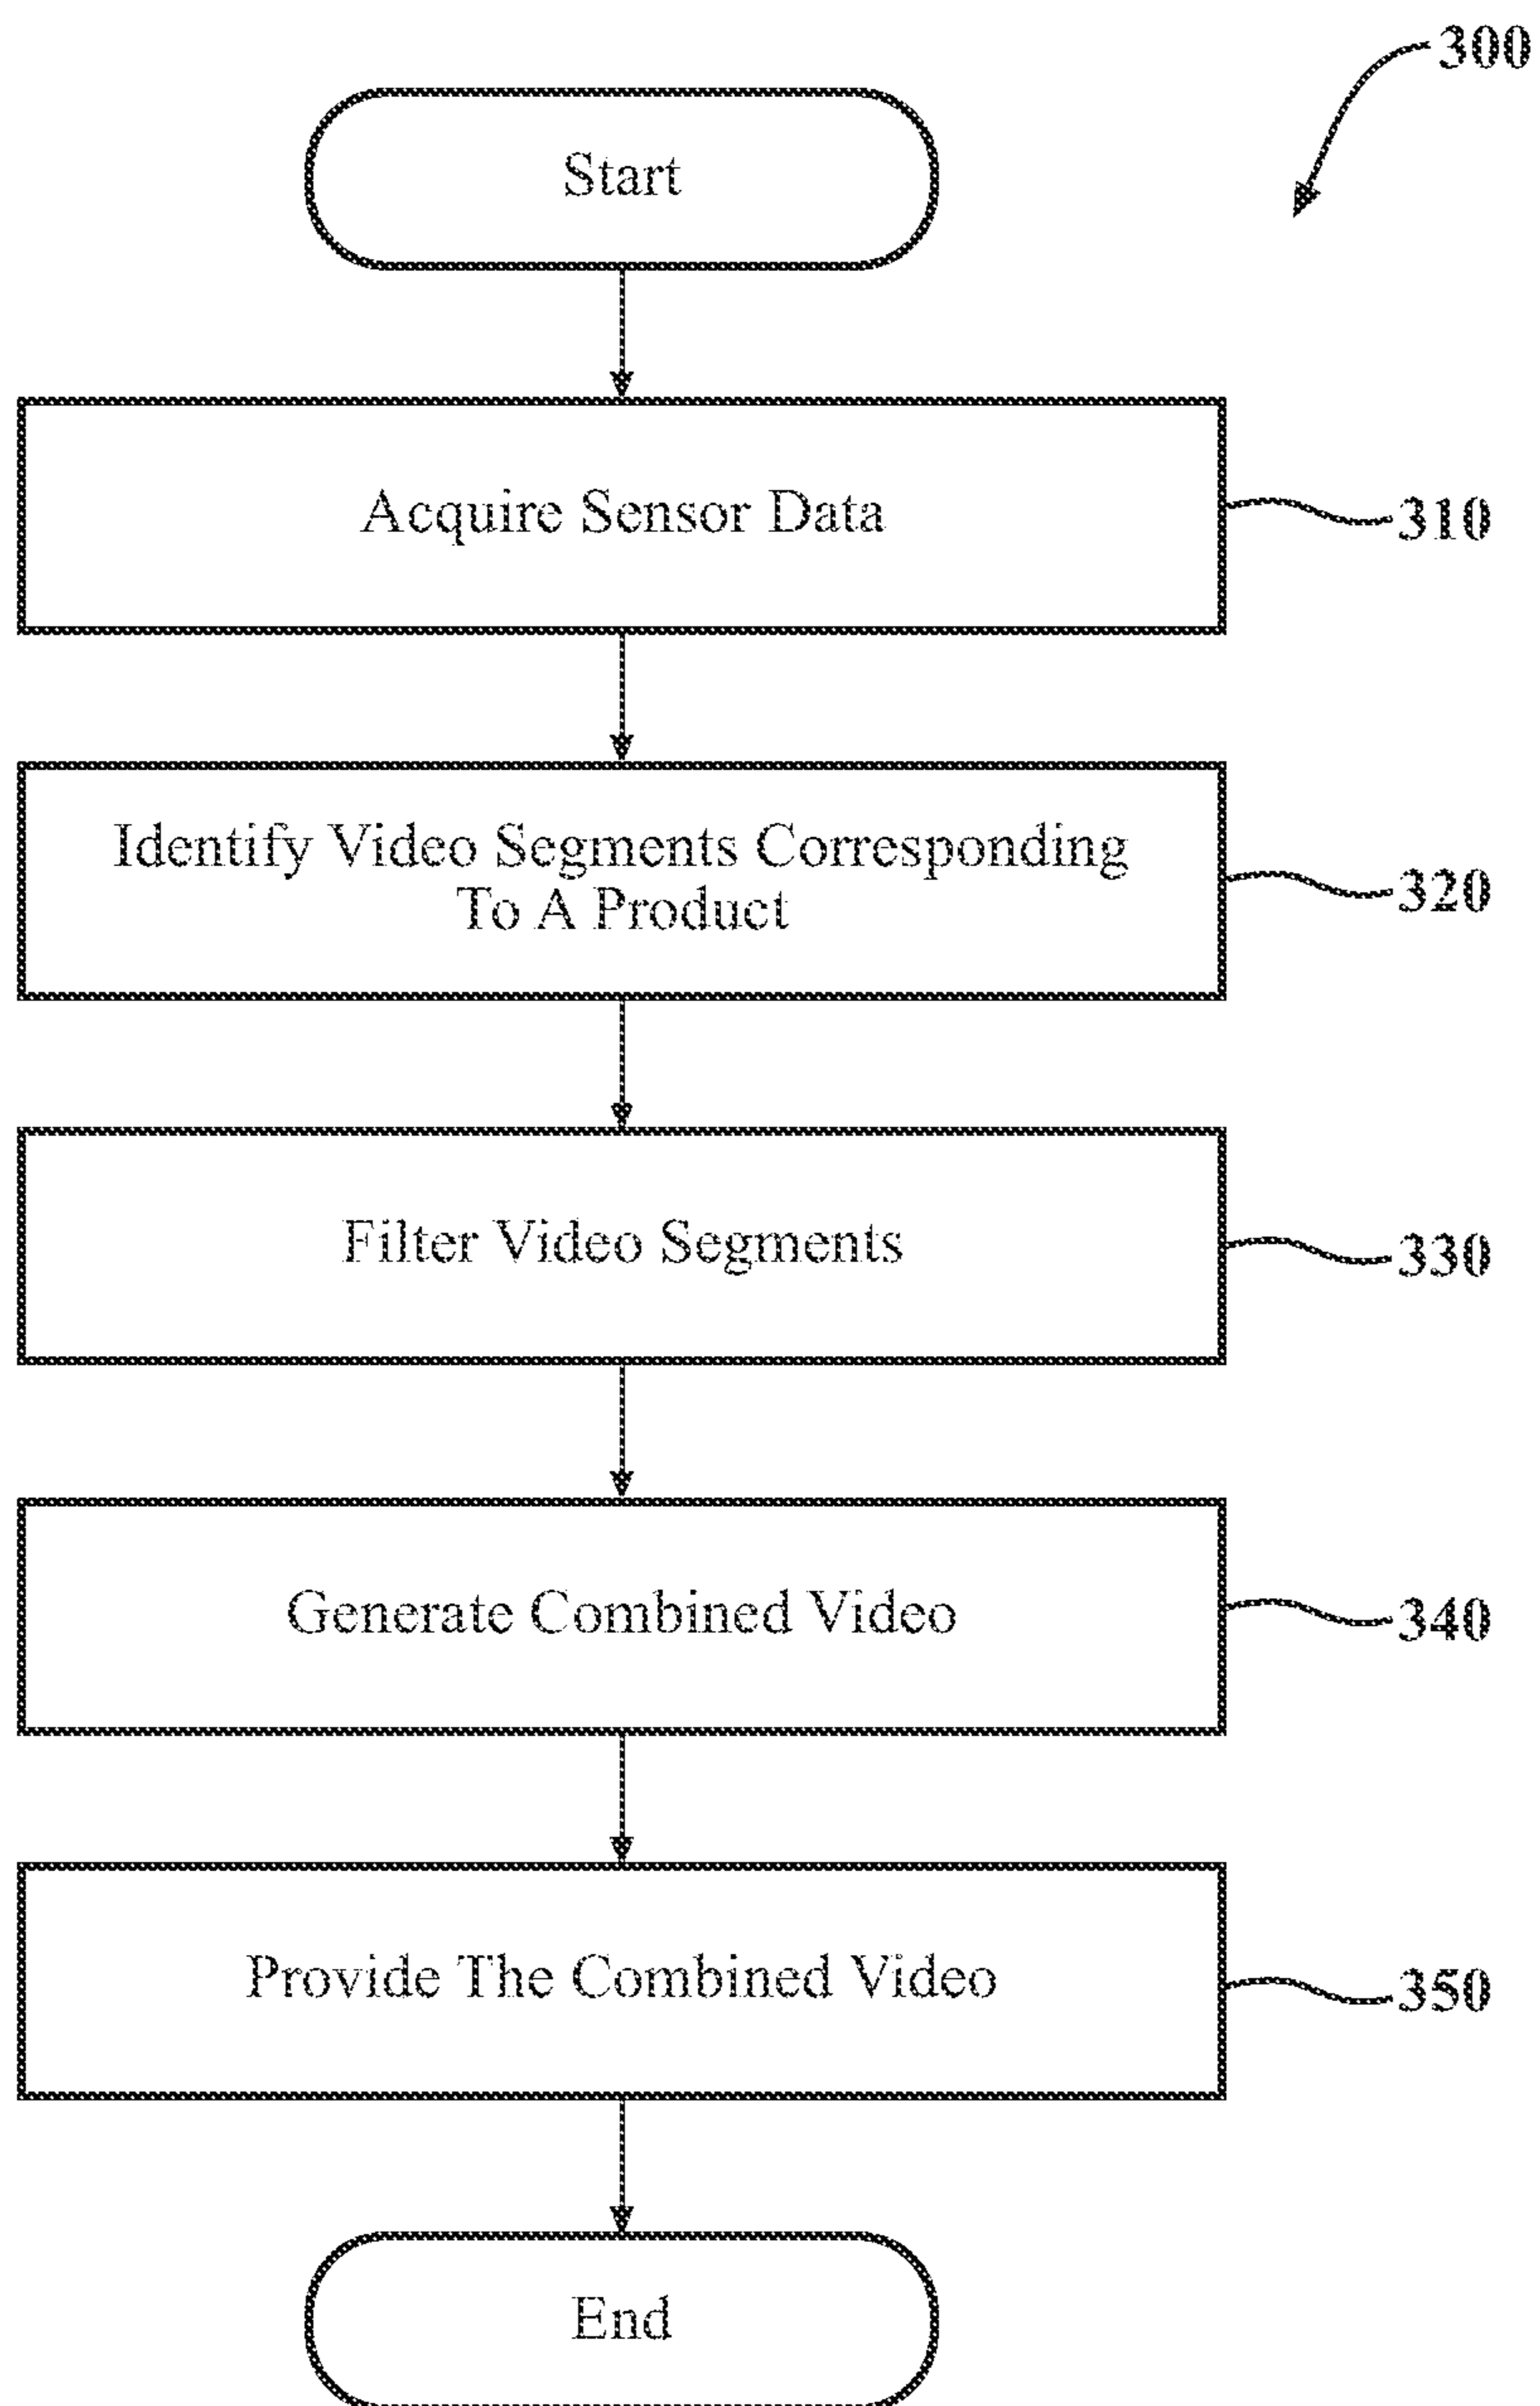 300
Start
Acquire Sensor Data
310
Identify Video Segments Corresponding
To A Product
320
Filter Video Segments
330
Generate Combined Video
340
Provide The Combined Video
350
End